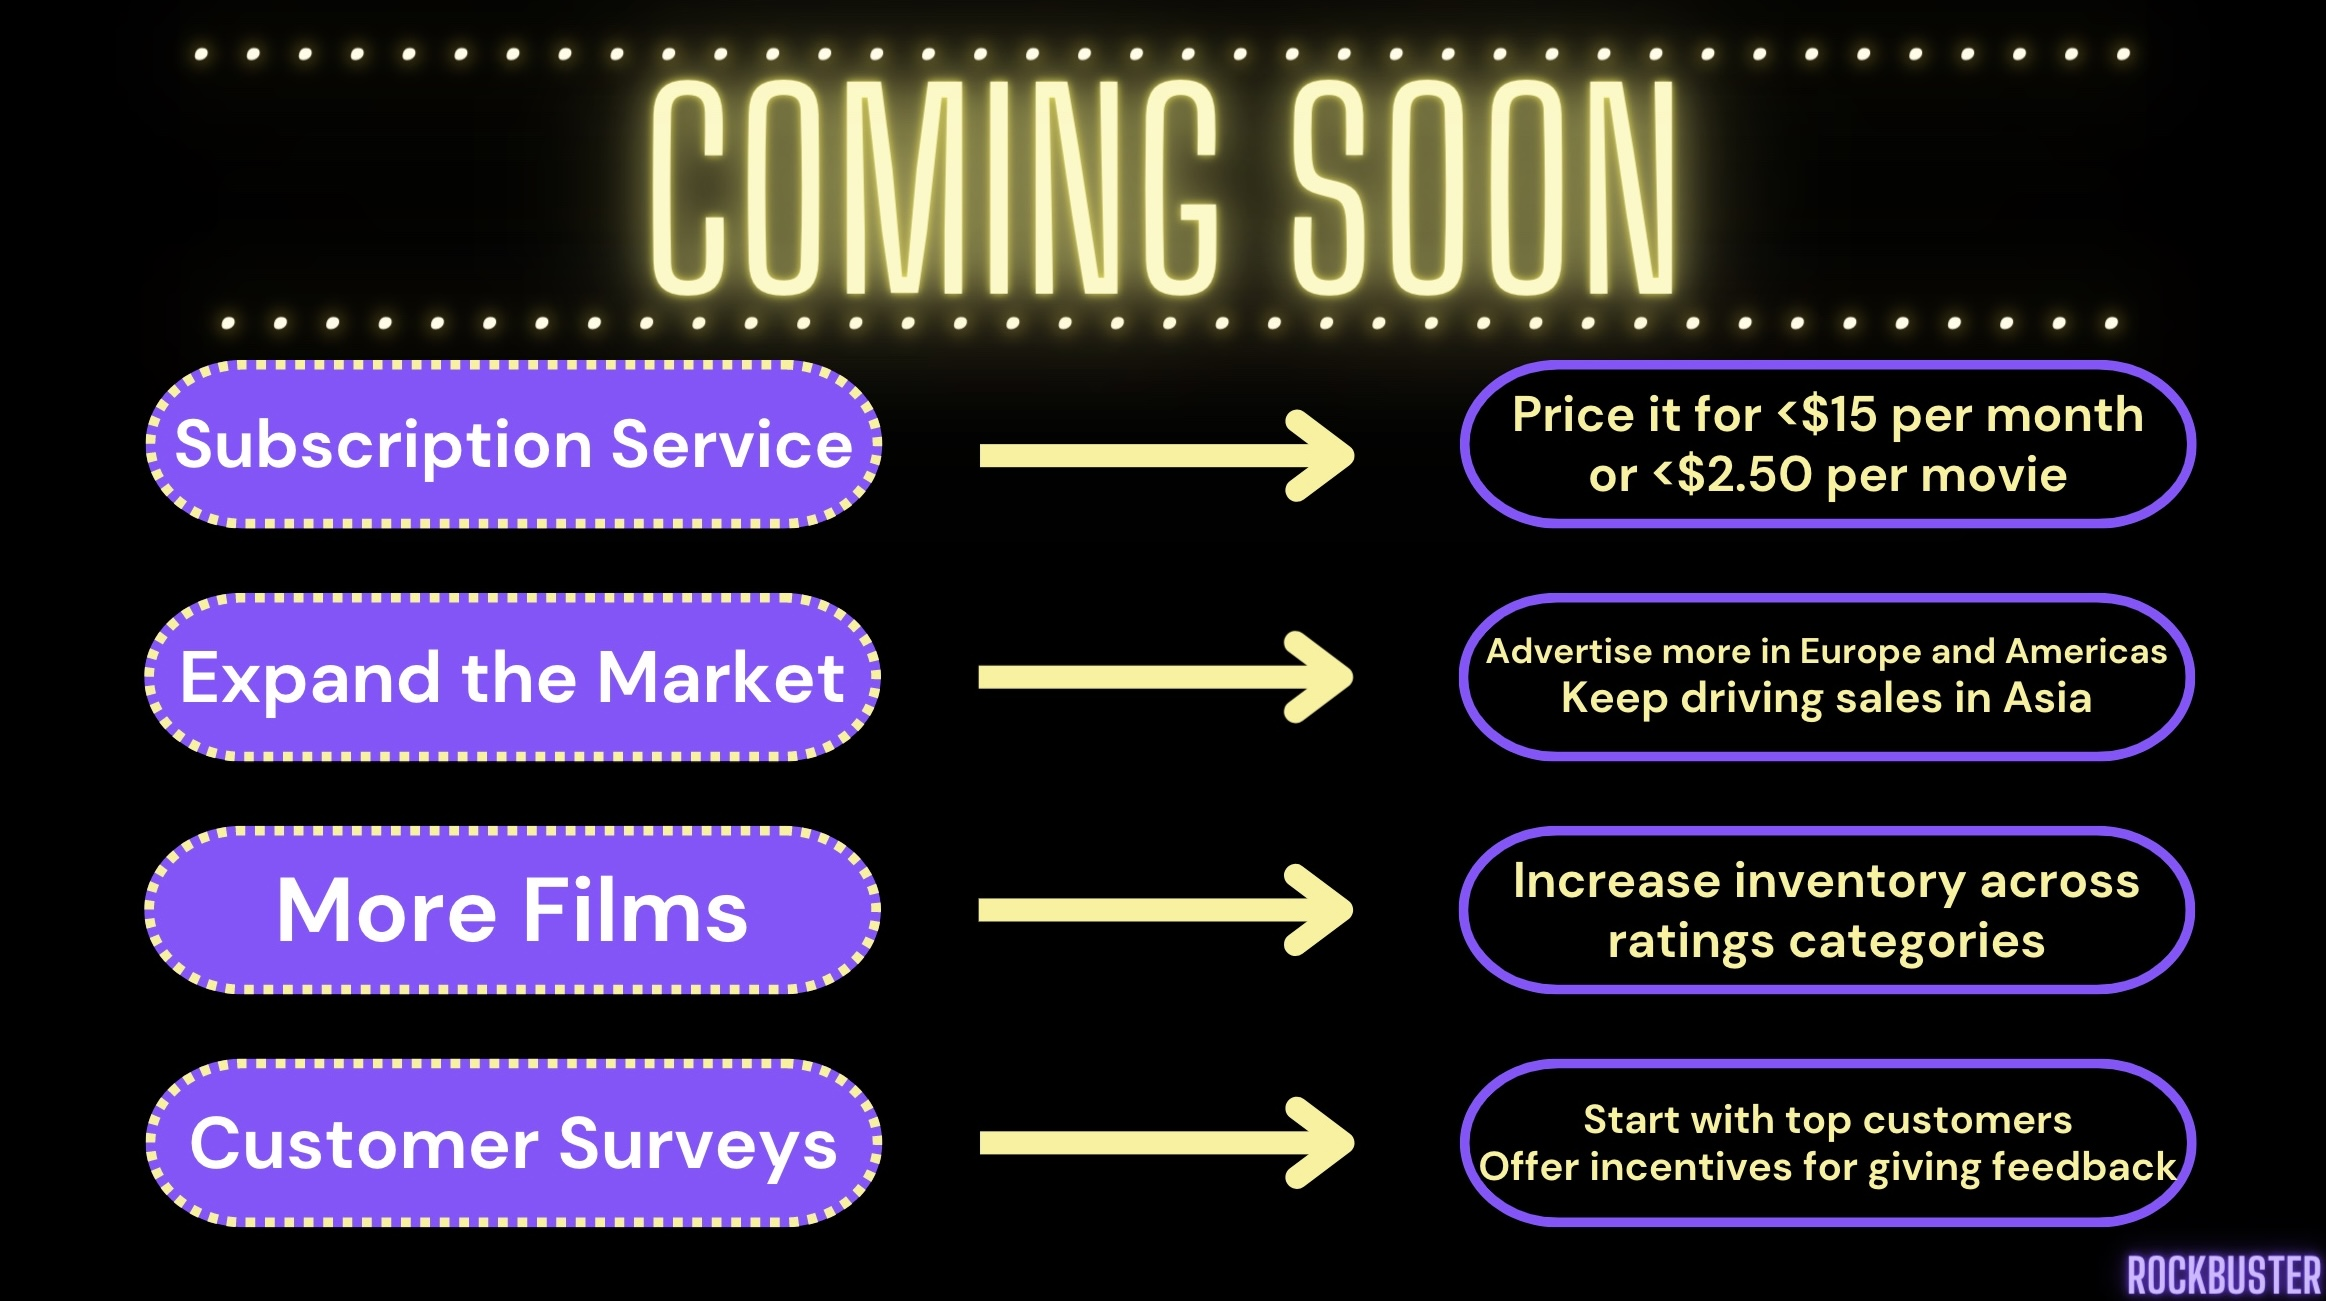 COMING SOON
Subscription Service
Price it for <$15 per month
or <$2.50 per movie
Expand the Market
Advertise more in Europe and Americas
Keep driving sales in Asia
More Films
Increase inventory across
ratings categories
Customer Surveys
Start with top customers
Offer incentives for giving feedback
ROCKBUSTER